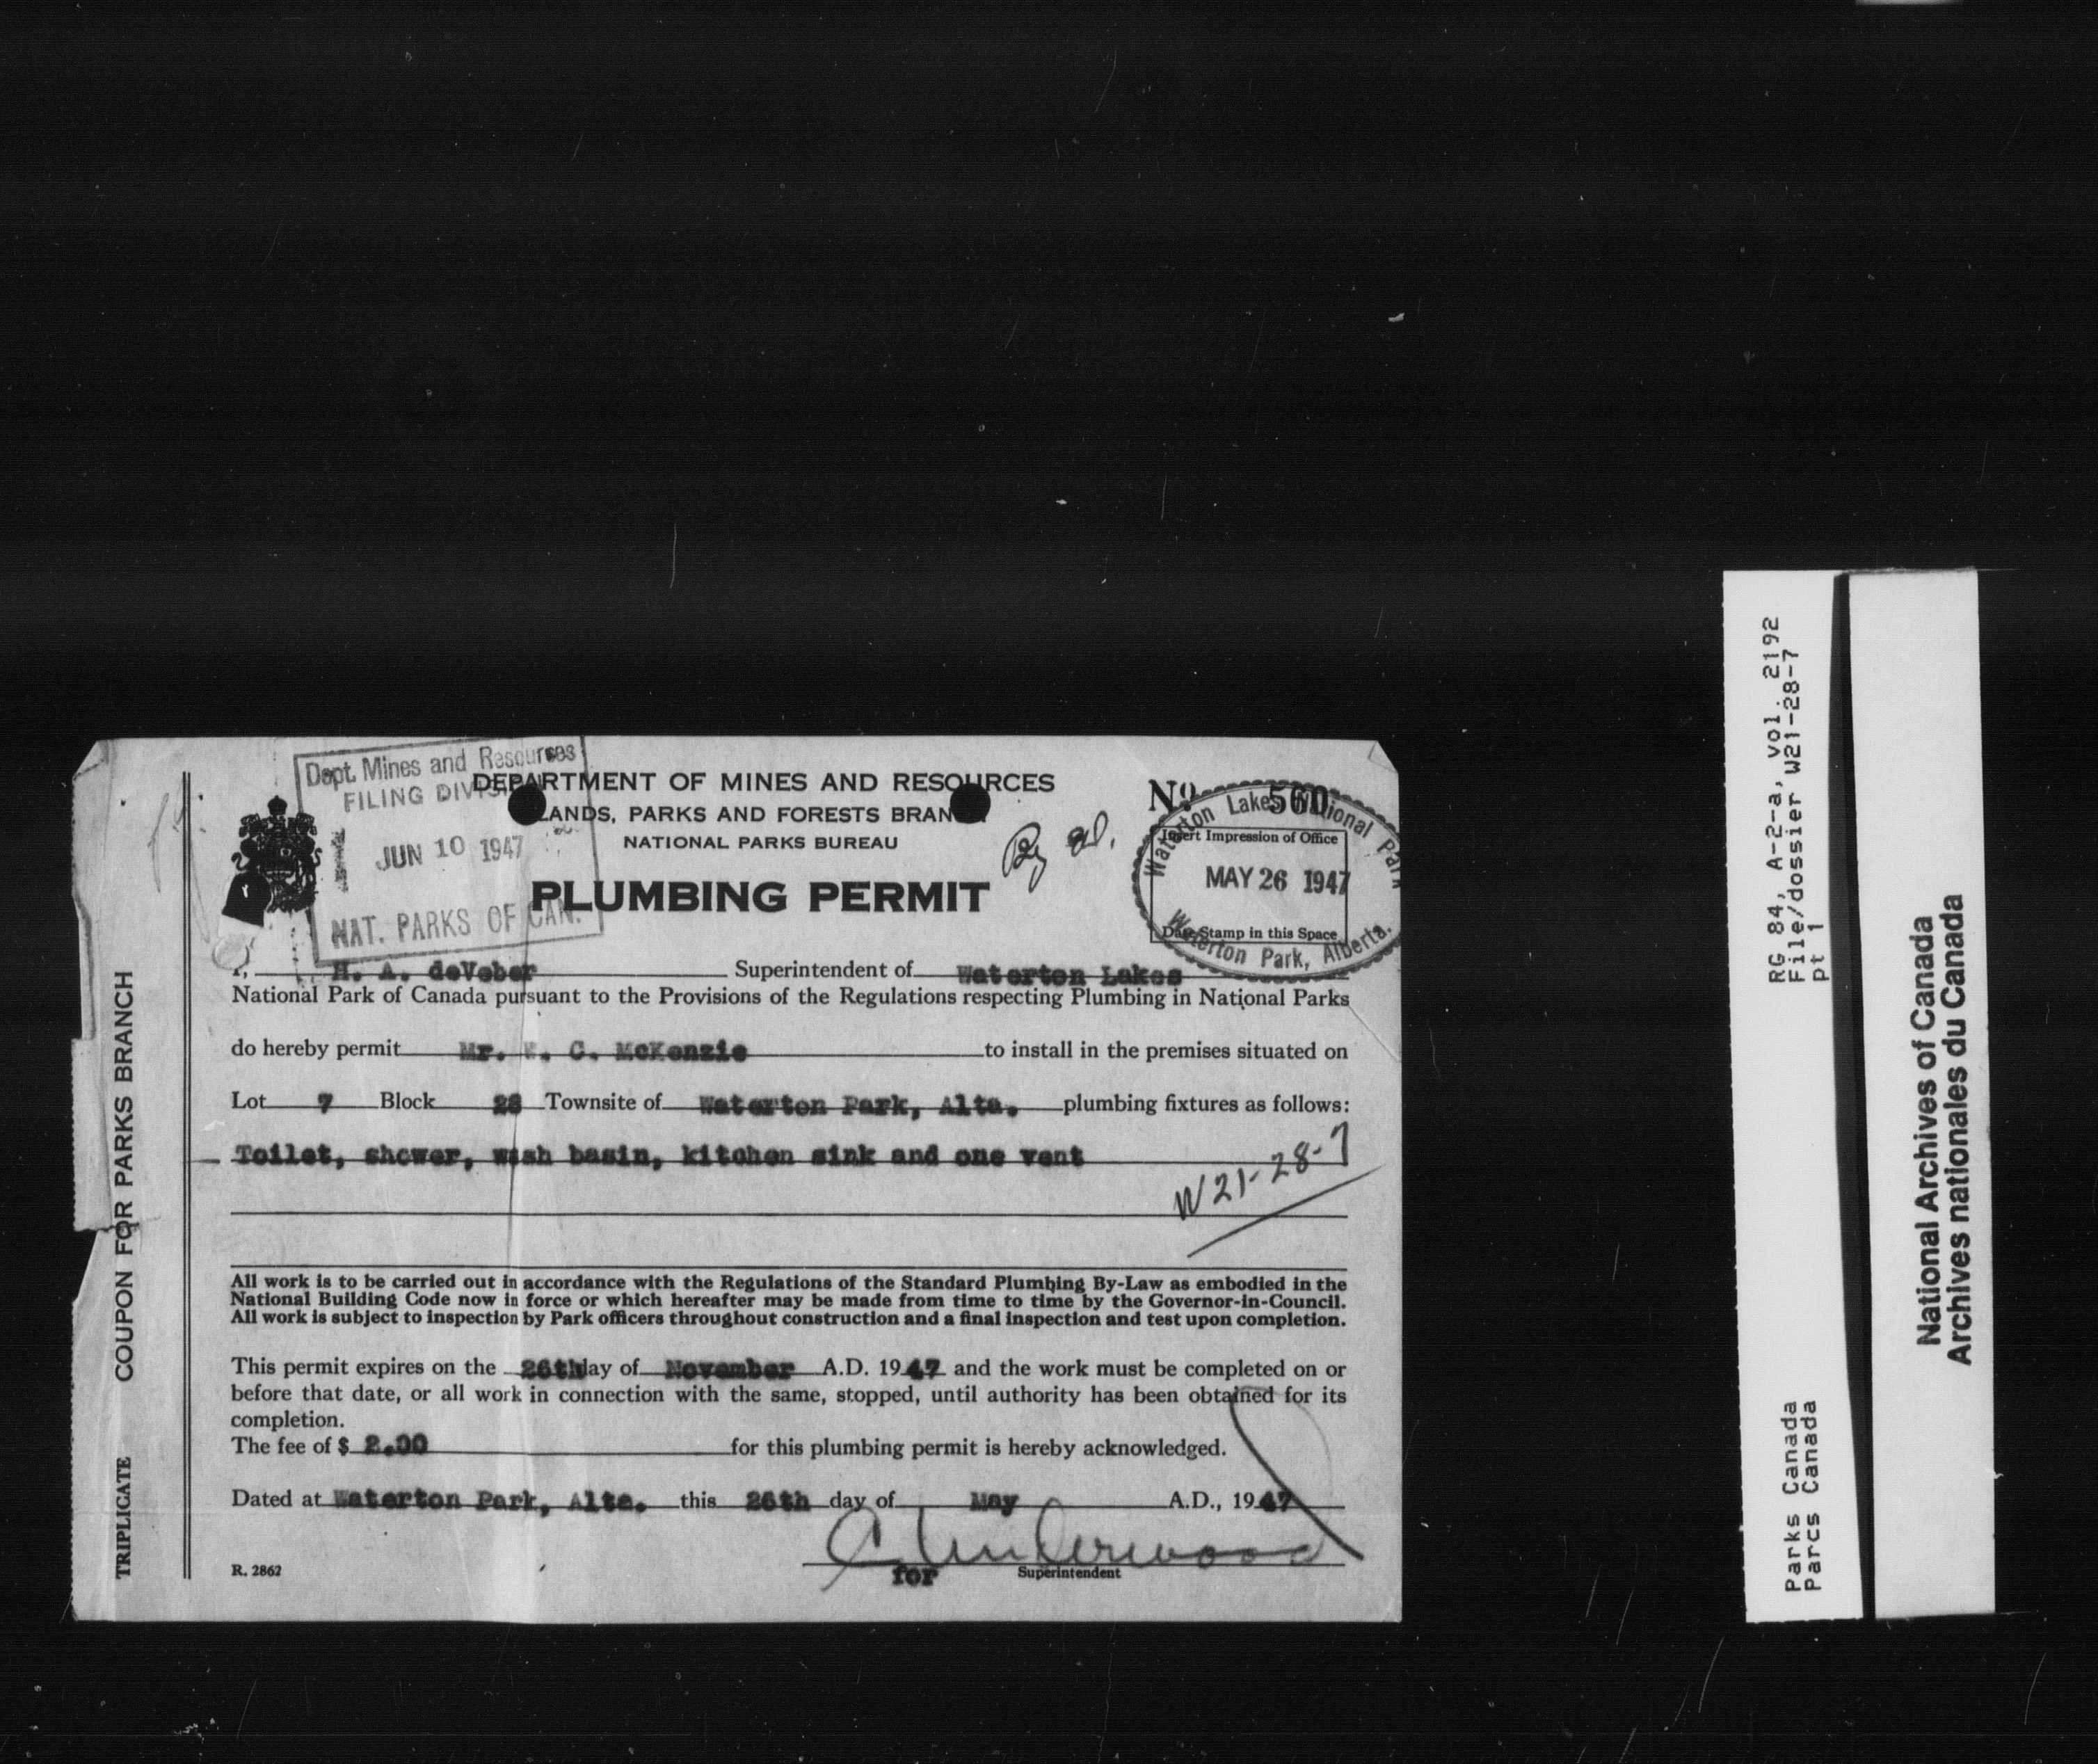 Dept. Mines and Resources
FILING DIVISION
JUN 10 1947
NAT. PARKS OF CAN.
DEPARTMENT OF MINES AND RESOURCES
LANDS, PARKS AND FORESTS BRANCH
NATIONAL PARKS BUREAU
PLUMBING PERMIT
No. 560
Waterton Lakes National Park
Insert Impression of Office
MAY 26 1947
Date Stamp in this Space
Waterton Park, Alberta.
I, H. A. deVeber Superintendent of Waterton Lakes
National Park of Canada pursuant to the Provisions of the Regulations respecting Plumbing in National Parks
do hereby permit Mr. W. C. McKenzie to install in the premises situated on
Lot 7 Block 28 Townsite of Waterton Park, Alta. plumbing fixtures as follows:
Toilet, shower, wash basin, kitchen sink and one vent
W21-28-7
All work is to be carried out in accordance with the Regulations of the Standard Plumbing By-Law as embodied in the
National Building Code now in force or which hereafter may be made from time to time by the Governor-in-Council.
All work is subject to inspection by Park officers throughout construction and a final inspection and test upon completion.
This permit expires on the 26th day of November A.D. 1947 and the work must be completed on or
before that date, or all work in connection with the same, stopped, until authority has been obtained for its
completion.
The fee of $ 2.00 for this plumbing permit is hereby acknowledged.
Dated at Waterton Park, Alta. this 26th day of May A.D., 1947
C Underwood
for Superintendent
R. 2862
TRIPLICATE COUPON FOR PARKS BRANCH
RG 84, A-2-a, vol. 2192
File/dossier W21-28-7
pt 1
Parks Canada
Parcs Canada
National Archives of Canada
Archives nationales du Canada